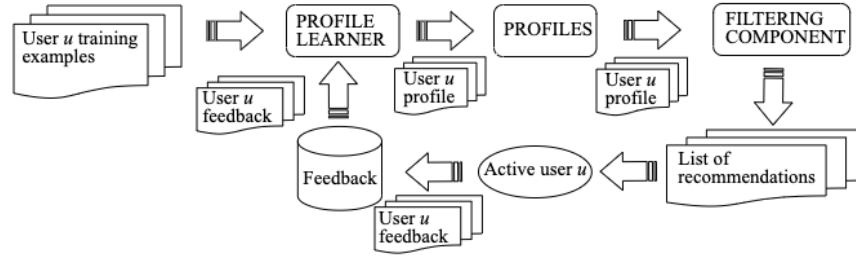 User u training
examples
PROFILE
LEARNER
PROFILES
FILTERING
COMPONENT
User u
feedback
User u
profile
User u
profile
Feedback
Active user u
List of
recommendations
User u
feedback